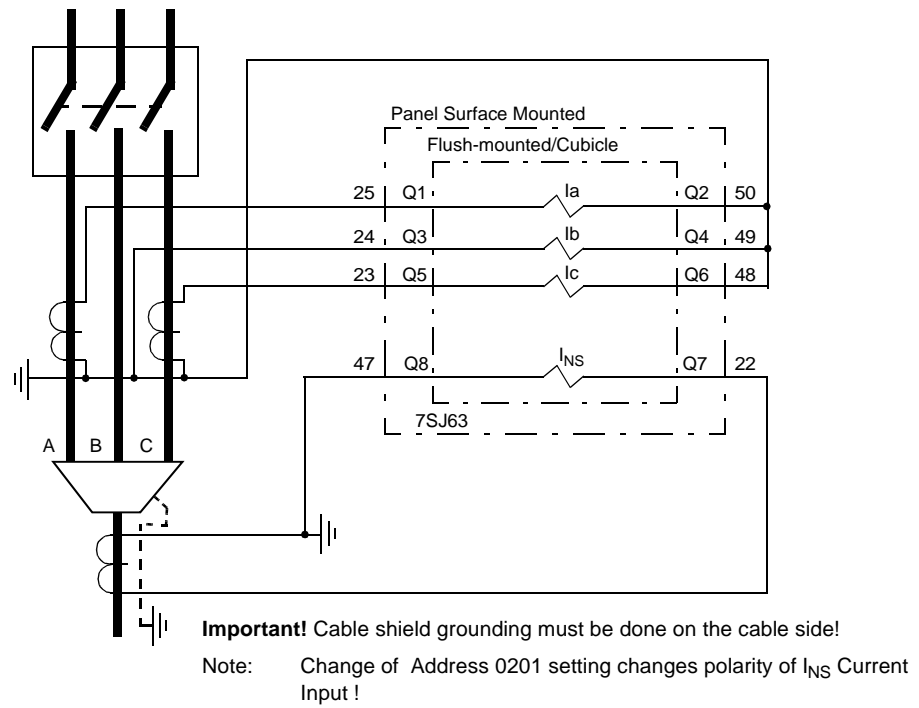 Panel Surface Mounted
Flush-mounted/Cubicle
25 Q1 Ia Q2 50
24 Q3 Ib Q4 49
23 Q5 Ic Q6 48
47 Q8 INS Q7 22
7SJ63
A B C
Important! Cable shield grounding must be done on the cable side!
Note: Change of Address 0201 setting changes polarity of INS Current
Input !